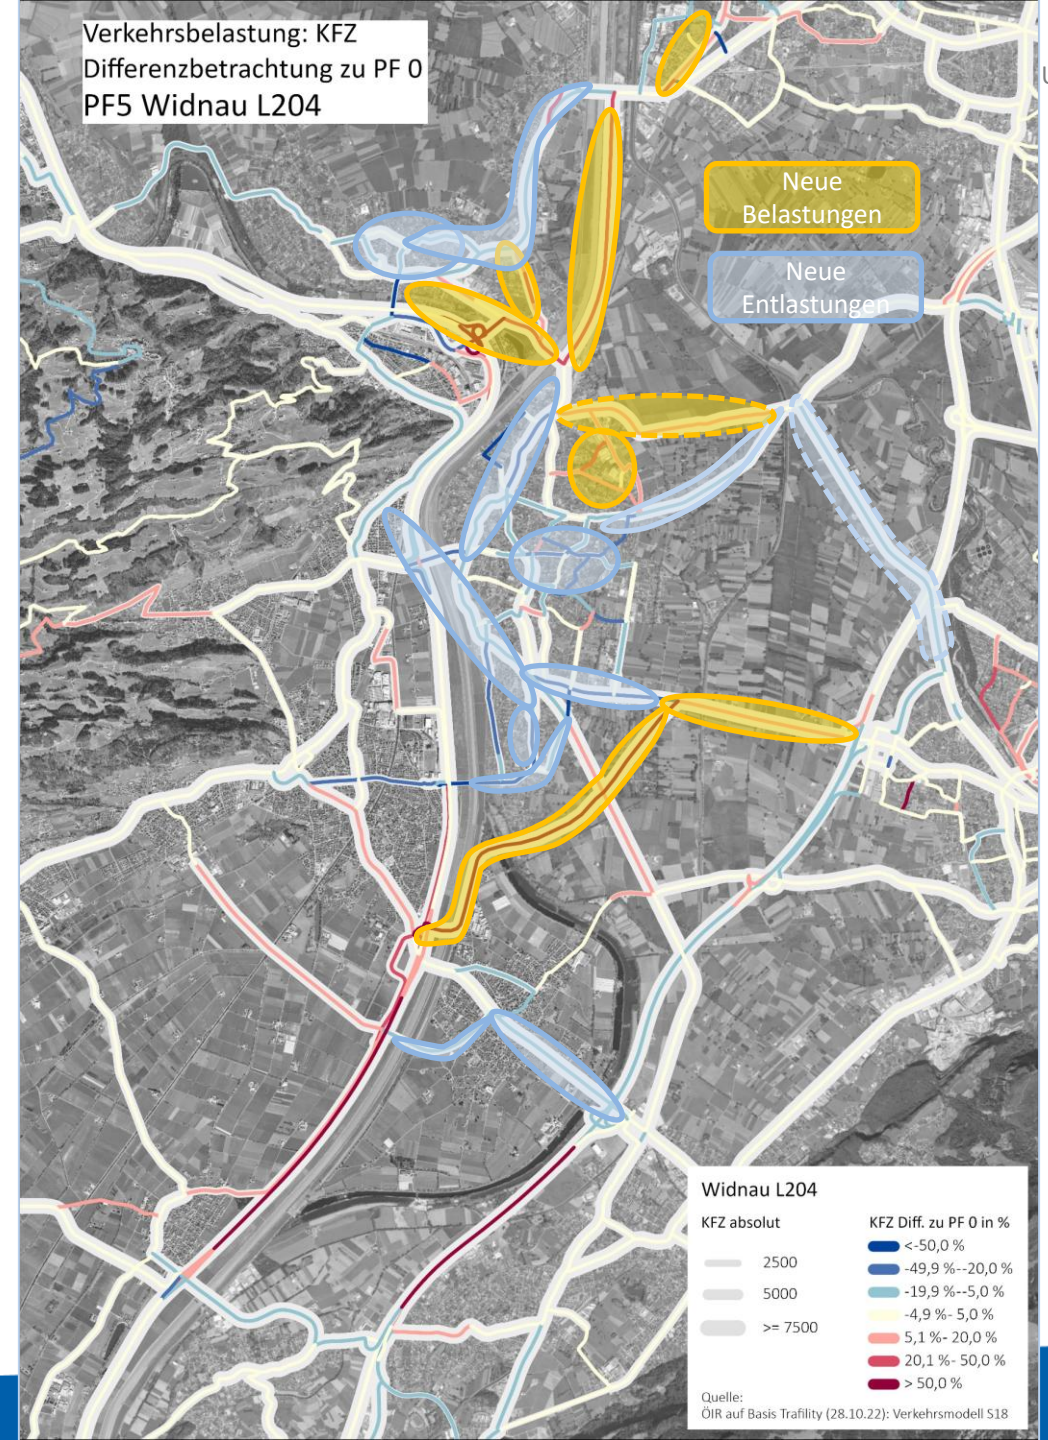 Verkehrsbelastung: KFZ
Differenzbetrachtung zu PF 0
PF5 Widnau L204
Neue
Belastungen
Neue
Entlastungen
Widnau L204
KFZ absolut
2500
5000
>= 7500
KFZ Diff. zu PF 0 in %
<-50,0 %
-49,9 %--20,0 %
-19,9 %--5,0 %
-4,9 %- 5,0 %
5,1 %- 20,0 %
20,1 %- 50,0 %
> 50,0 %
Quelle:
ÖIR auf Basis Trafility (28.10.22): Verkehrsmodell S18